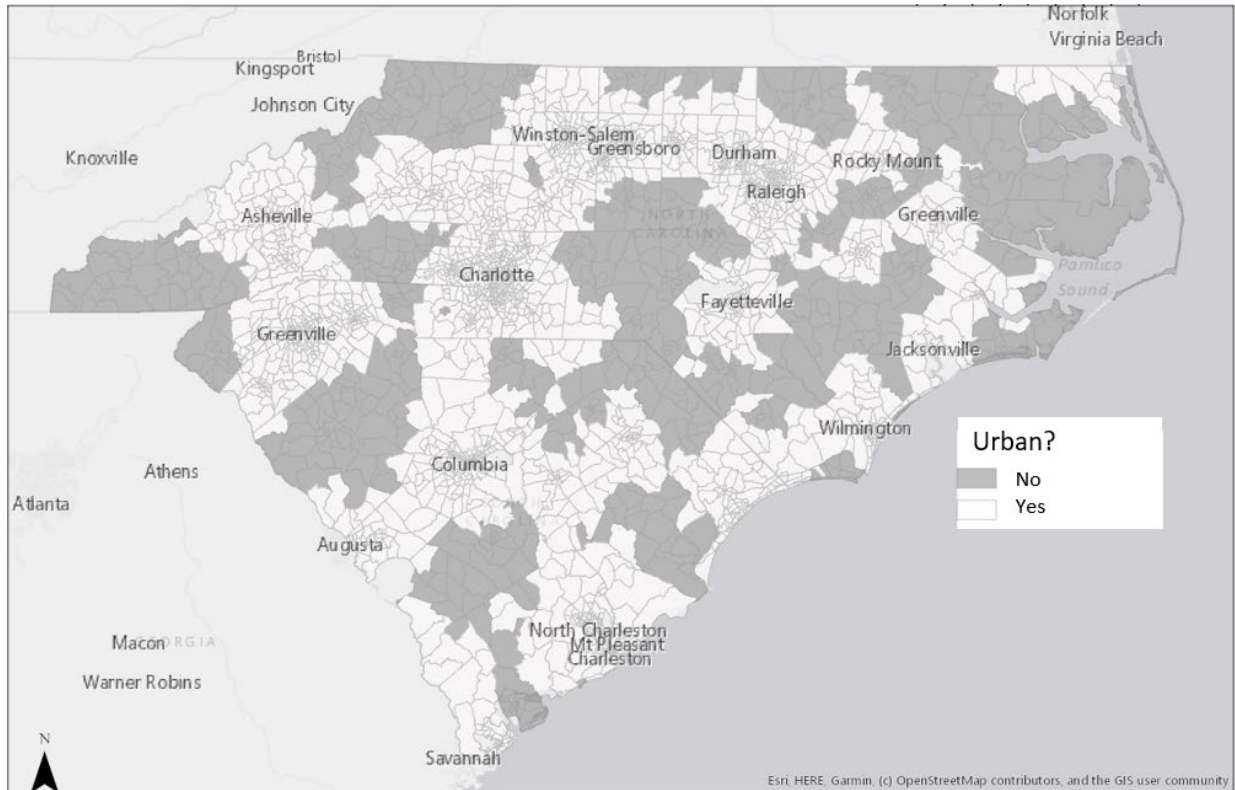 Norfolk
Virginia Beach
Bristol
Kingsport
Johnson City
Knoxville
Winston-Salem
Greensboro
Durham
Raleigh
Rocky Mount
Asheville
NORTH
CAROLINA
Greenville
Charlotte
Pamlico
Sound
Fayetteville
Greenville
Jacksonville
Wilmington
Urban?
No
Yes
Columbia
Athens
Atlanta
Augusta
North Charleston
Mt Pleasant
Charleston
Macon
GEORGIA
Warner Robins
Savannah
N
Esri, HERE, Garmin, (c) OpenStreetMap contributors, and the GIS user community